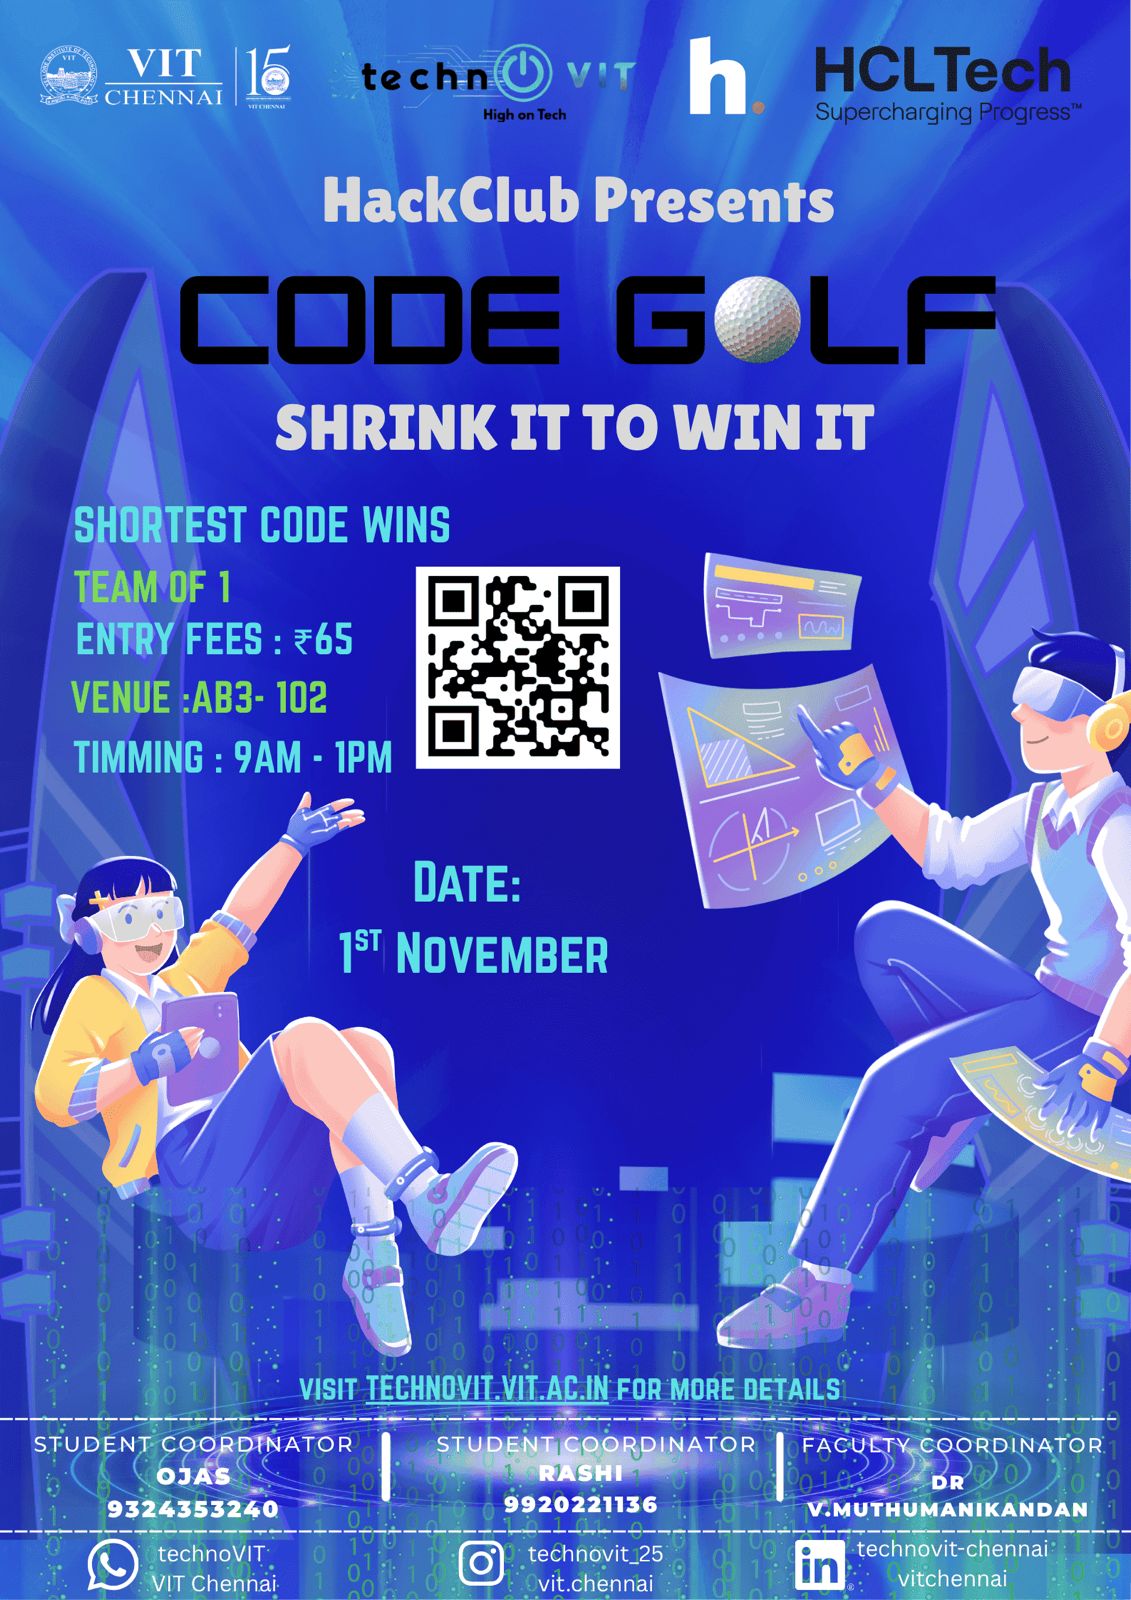 VIT
CHENNAI
15
VIT CHENNAI
techno VIT
High on Tech
h.
HCLTech
Supercharging Progress™
HackClub Presents
CODE GOLF
SHRINK IT TO WIN IT
SHORTEST CODE WINS
TEAM OF 1
ENTRY FEES : ₹65
VENUE :AB3- 102
TIMMING : 9AM - 1PM
DATE:
1ST NOVEMBER
VISIT TECHNOVIT.VIT.AC.IN FOR MORE DETAILS
STUDENT COORDINATOR
OJAS
9324353240
STUDENT COORDINATOR
RASHI
9920221136
FACULTY COORDINATOR
DR
V.MUTHUMANIKANDAN
technoVIT
VIT Chennai
technovit_25
vit.chennai
in
technovit-chennai
vitchennai